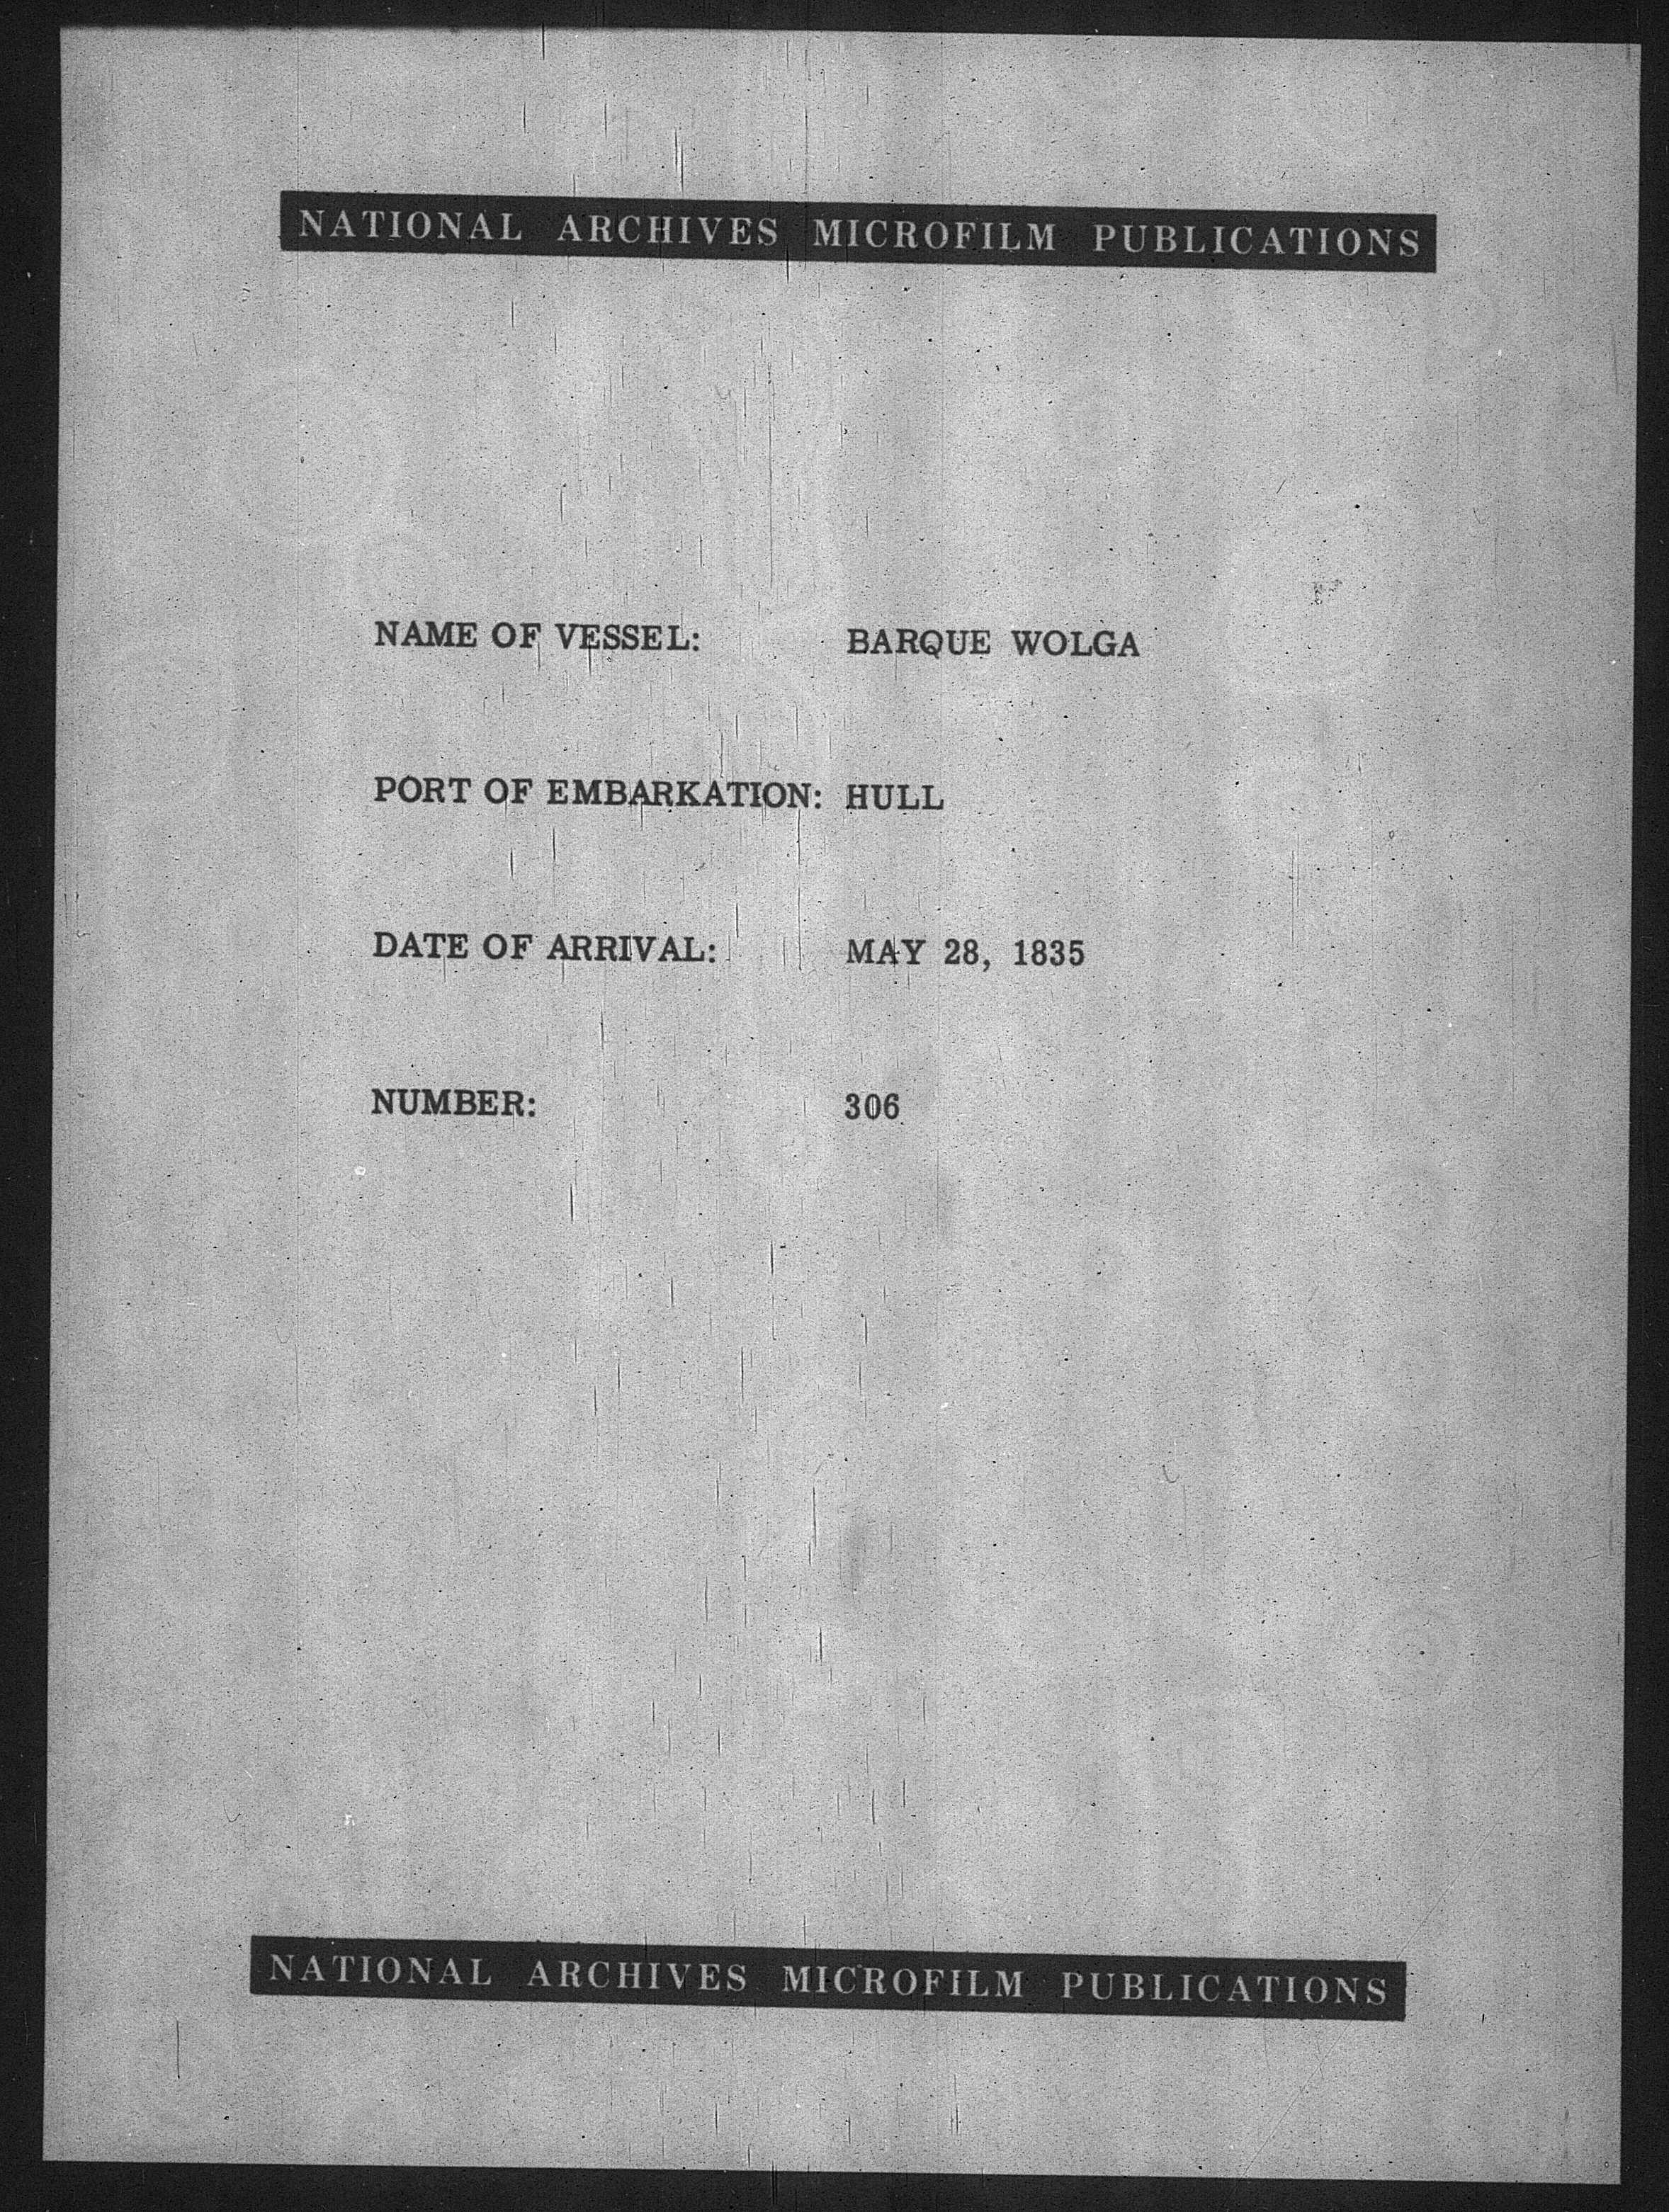 NATIONAL ARCHIVES MICROFILM PUBLICATIONS
NAME OF VESSEL: BARQUE WOLGA
PORT OF EMBARKATION: HULL
DATE OF ARRIVAL: MAY 28, 1835
NUMBER: 306
NATIONAL ARCHIVES MICROFILM PUBLICATIONS